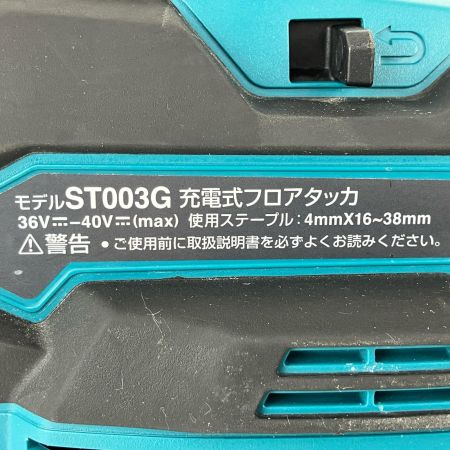 モデルST003G 充電式フロアタッカ
36V⎓-40V⎓(max) 使用ステープル:4mmX16~38mm
⚠警告 ●ご使用前に取扱説明書を必ずよくお読みください。